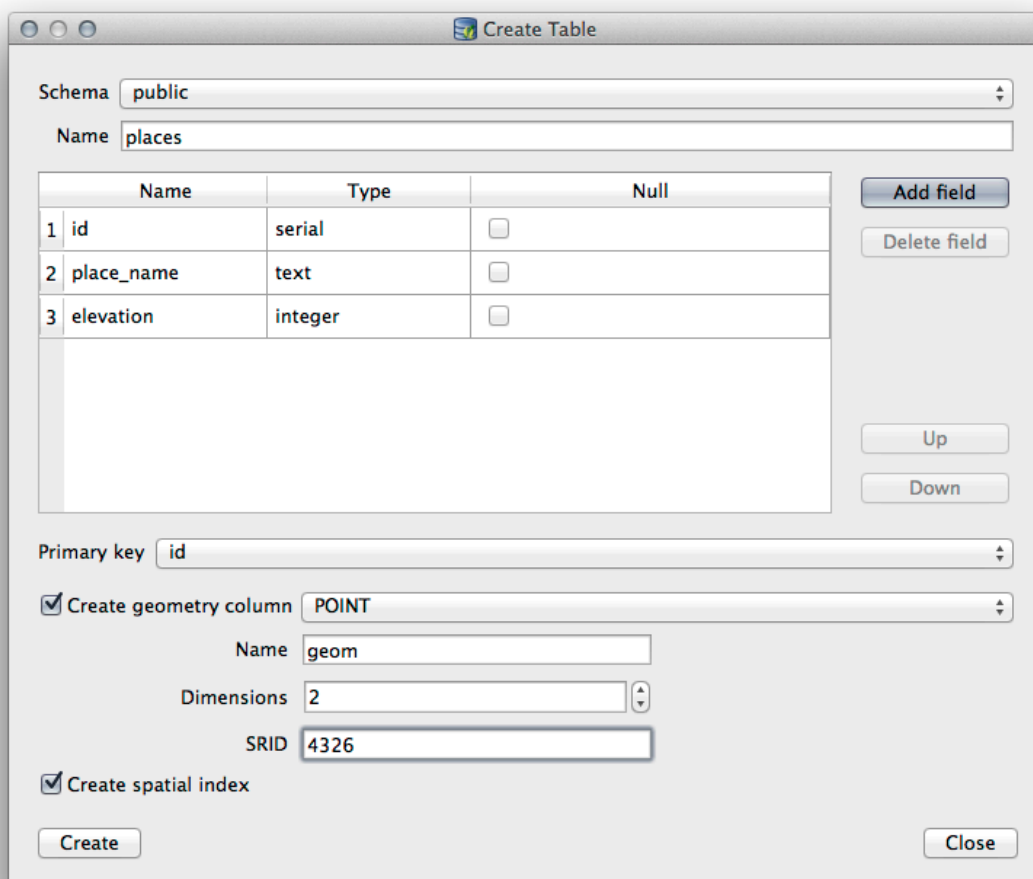 Create Table
Schema public
Name places
Name Type Null
Add field
1 id serial
Delete field
2 place_name text
3 elevation integer
Up
Down
Primary key id
Create geometry column POINT
Name geom
Dimensions 2
SRID 4326
Create spatial index
Create Close